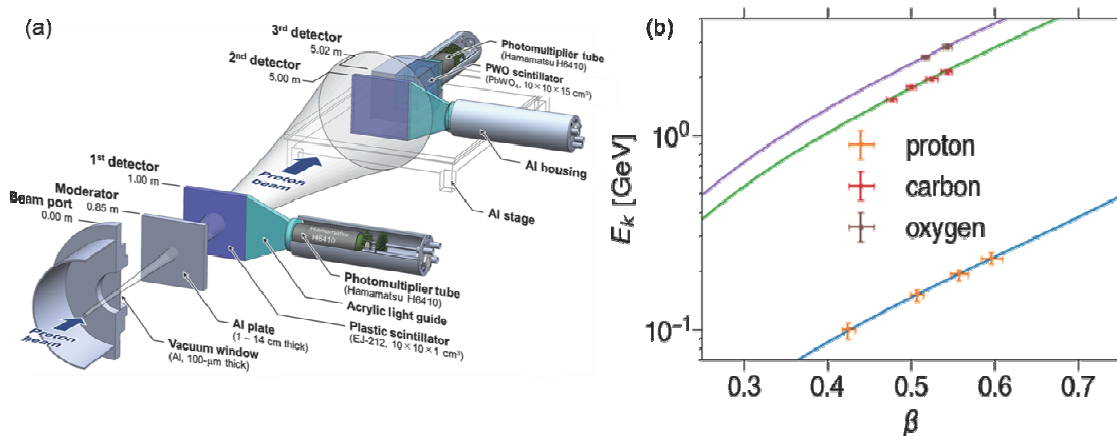 (a)
3rd detector
5.02 m
2nd detector
5.00 m
Photomultiplier tube
(Hamamatsu H6410)
PWO scintillator
(PbWO₄, 10×10×15 cm³)
1st detector
1.00 m
Moderator
0.85 m
Beam port
0.00 m
Proton
beam
Al housing
Al stage
Hamamatsu
H6410
Photomultiplier tube
(Hamamatsu H6410)
Acrylic light guide
Plastic scintillator
(EJ-212, 10×10×1 cm³)
Al plate
(1 – 14 cm thick)
Vacuum window
(Al, 100-μm thick)
Proton
beam
(b)
Eₖ [GeV]
10⁰
10⁻¹
proton
carbon
oxygen
0.3 0.4 0.5 0.6 0.7
β